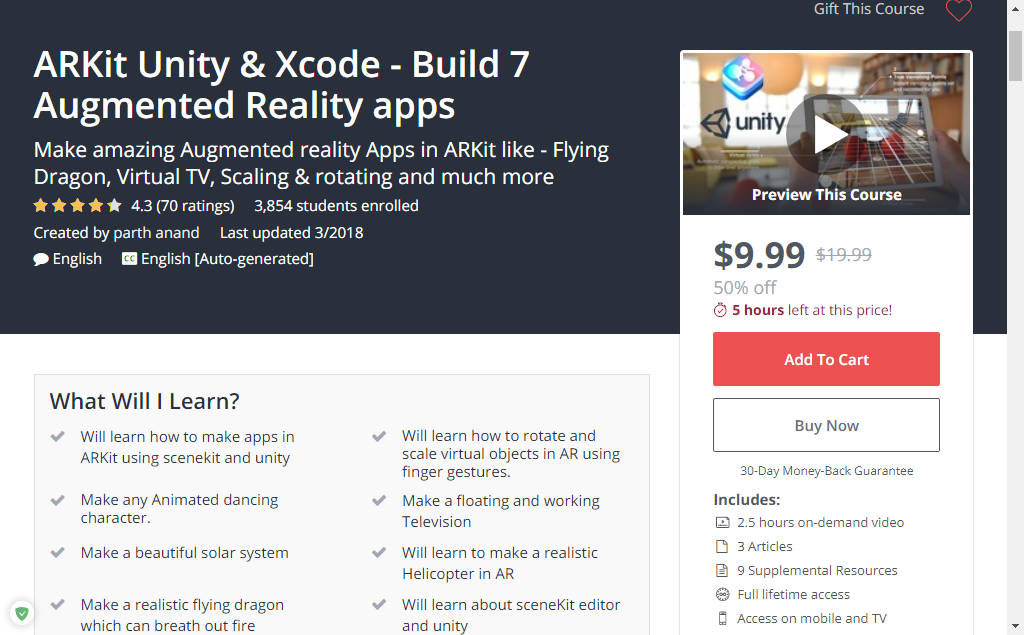 Gift This Course
ARKit Unity & Xcode - Build 7
Augmented Reality apps
Make amazing Augmented reality Apps in ARKit like - Flying
Dragon, Virtual TV, Scaling & rotating and much more
4.3 (70 ratings) 3,854 students enrolled
Created by parth anand Last updated 3/2018
English CC English [Auto-generated]
unity
Preview This Course
$9.99 $19.99
50% off
5 hours left at this price!
Add To Cart
Buy Now
30-Day Money-Back Guarantee
Includes:
2.5 hours on-demand video
3 Articles
9 Supplemental Resources
Full lifetime access
Access on mobile and TV
What Will I Learn?
Will learn how to make apps in
ARKit using scenekit and unity
Will learn how to rotate and
scale virtual objects in AR using
finger gestures.
Make any Animated dancing
character.
Make a floating and working
Television
Make a beautiful solar system
Will learn to make a realistic
Helicopter in AR
Make a realistic flying dragon
which can breath out fire
Will learn about sceneKit editor
and unity